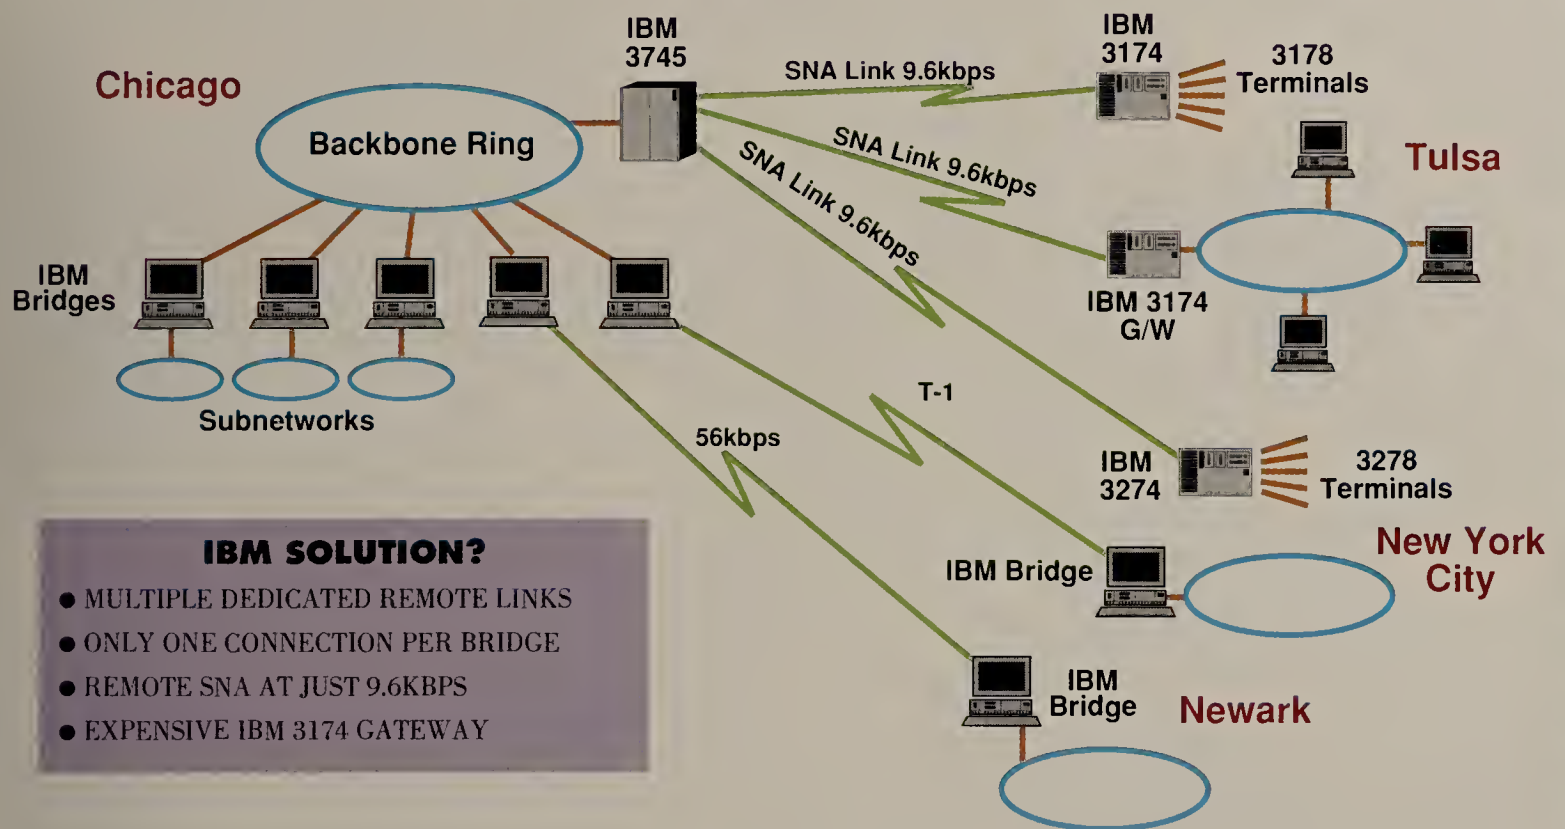 Chicago
IBM
3745
Backbone Ring
SNA Link 9.6kbps
IBM
3174
3178
Terminals
SNA Link 9.6kbps
Tulsa
SNA Link 9.6kbps
IBM 3174
G/W
IBM
Bridges
Subnetworks
T-1
56kbps
IBM
3274
3278
Terminals
New York
City
IBM Bridge
IBM
Bridge
Newark
IBM SOLUTION?
● MULTIPLE DEDICATED REMOTE LINKS
● ONLY ONE CONNECTION PER BRIDGE
● REMOTE SNA AT JUST 9.6KBPS
● EXPENSIVE IBM 3174 GATEWAY